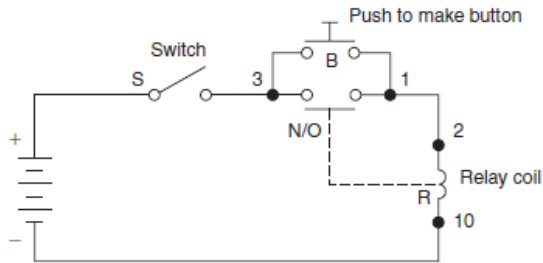 Push to make button
Switch
B
S
3
1
N/O
2
+
Relay coil
R
10
−